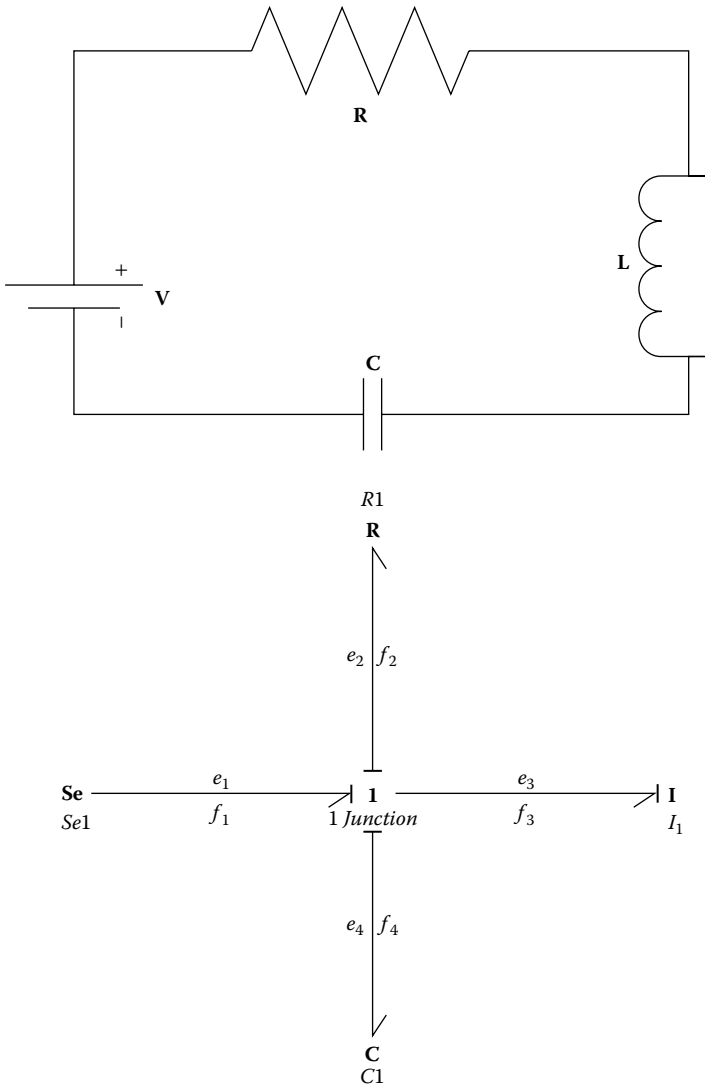 R
+
V
–
L
C
R1
R
e₂ f₂
e₁
e₃
Se
1
I
f₁
1 Junction
f₃
Se1
I₁
e₄ f₄
C
C1